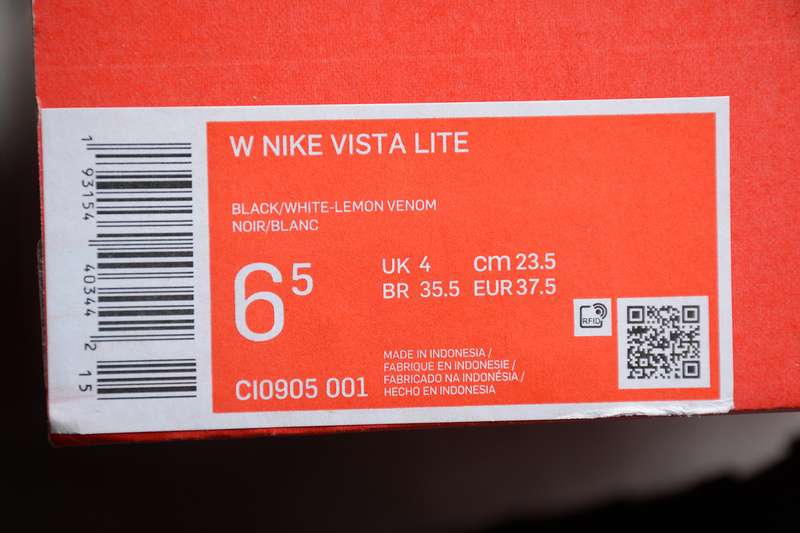 W NIKE VISTA LITE
BLACK/WHITE-LEMON VENOM
NOIR/BLANC
6 5
UK 4 cm 23.5
BR 35.5 EUR 37.5
RFID
CI0905 001
MADE IN INDONESIA /
FABRIQUE EN INDONESIE /
FABRICADO NA INDONÉSIA /
HECHO EN INDONESIA
1 93154 40344 2 15